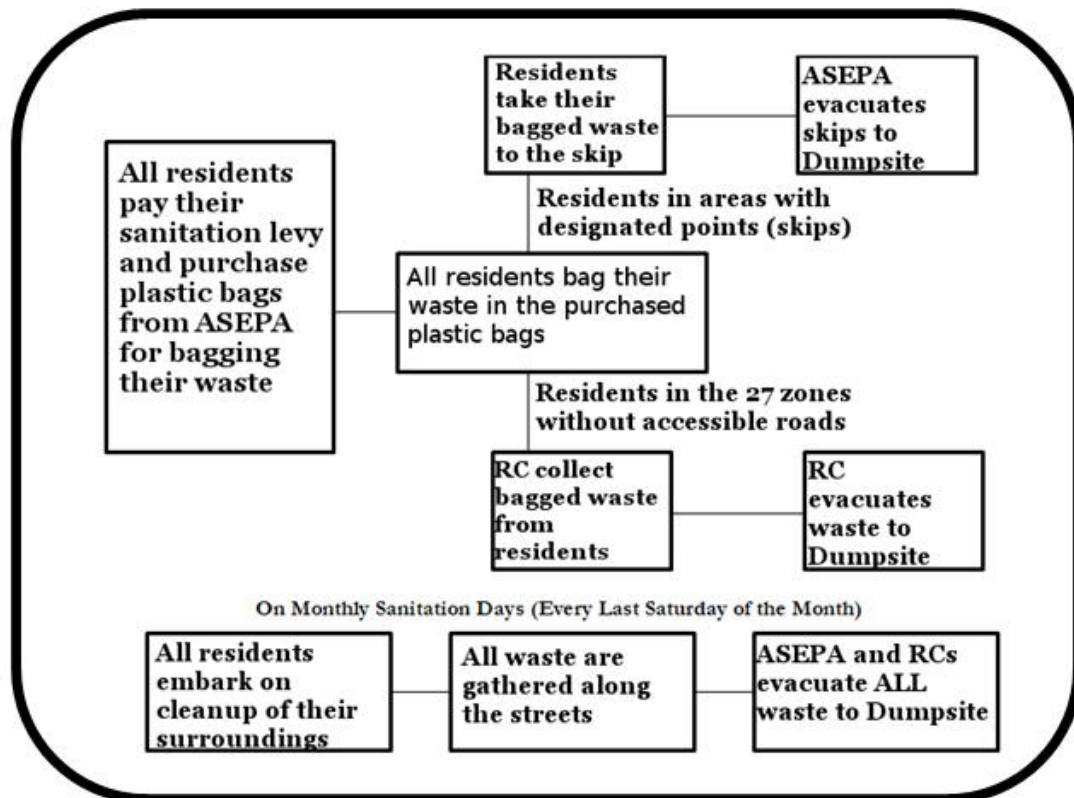 Residents
take their
bagged waste
to the skip
ASEPA
evacuates
skips to
Dumpsite
All residents
pay their
sanitation levy
and purchase
plastic bags
from ASEPA
for bagging
their waste
Residents in areas with
designated points (skips)
All residents bag their
waste in the purchased
plastic bags
Residents in the 27 zones
without accessible roads
RC collect
bagged waste
from
residents
RC
evacuates
waste to
Dumpsite
On Monthly Sanitation Days (Every Last Saturday of the Month)
All residents
embark on
cleanup of their
surroundings
All waste are
gathered along
the streets
ASEPA and RCs
evacuate ALL
waste to Dumpsite